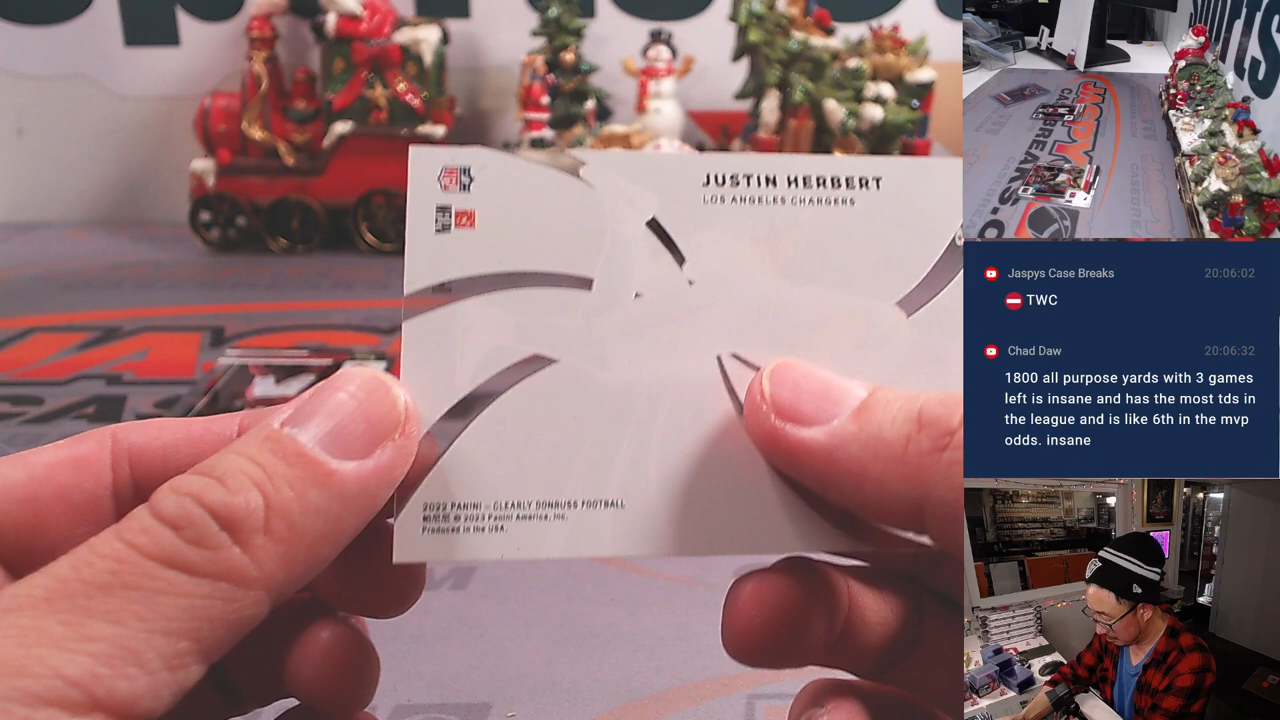 JUSTIN HERBERT
LOS ANGELES CHARGERS
2022 PANINI - CLEARLY DONRUSS FOOTBALL
© 2023 Panini America, Inc.
Produced in the USA.
JASPY
CASEBREAKS.C
Jaspys Case Breaks 20:06:02
TWC
Chad Daw 20:06:32
1800 all purpose yards with 3 games
left is insane and has the most tds in
the league and is like 6th in the mvp
odds. insane